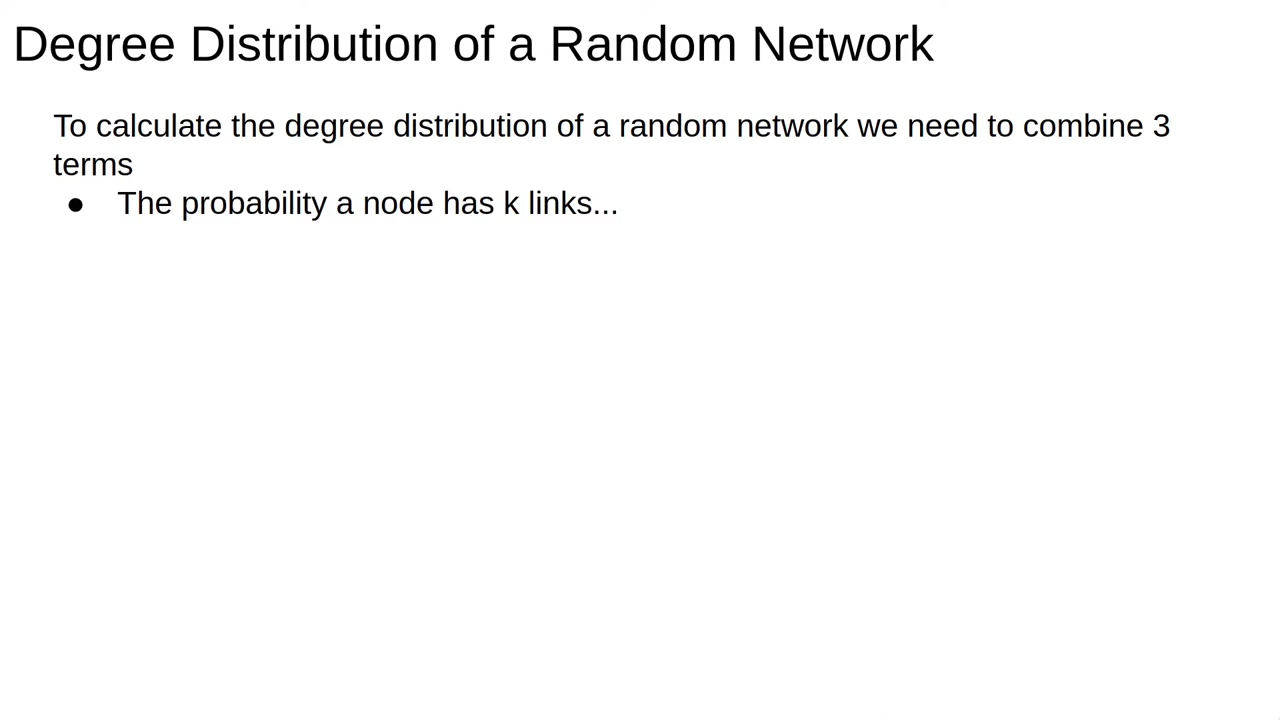 Degree Distribution of a Random Network
To calculate the degree distribution of a random network we need to combine 3
terms
● The probability a node has k links...